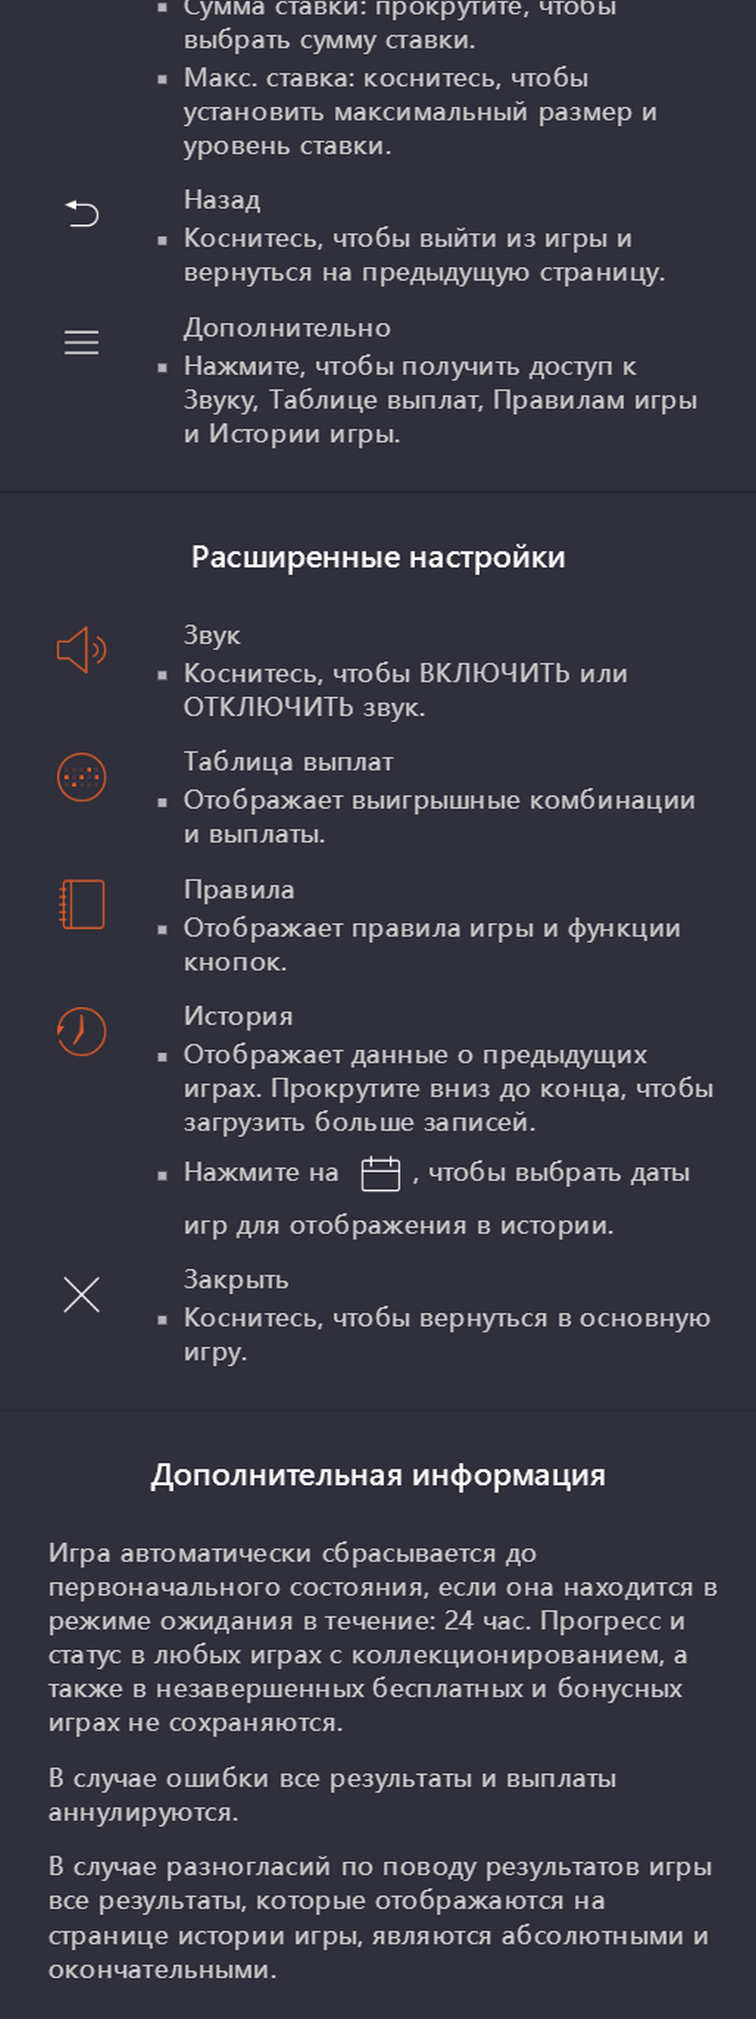 Сумма ставки: прокрутите, чтобы
выбрать сумму ставки.
Макс. ставка: коснитесь, чтобы
установить максимальный размер и
уровень ставки.
Назад
Коснитесь, чтобы выйти из игры и
вернуться на предыдущую страницу.
Дополнительно
Нажмите, чтобы получить доступ к
Звуку, Таблице выплат, Правилам игры
и Истории игры.
Расширенные настройки
Звук
Коснитесь, чтобы ВКЛЮЧИТЬ или
ОТКЛЮЧИТЬ звук.
Таблица выплат
Отображает выигрышные комбинации
и выплаты.
Правила
Отображает правила игры и функции
кнопок.
История
Отображает данные о предыдущих
играх. Прокрутите вниз до конца, чтобы
загрузить больше записей.
Нажмите на , чтобы выбрать даты
игр для отображения в истории.
Закрыть
Коснитесь, чтобы вернуться в основную
игру.
Дополнительная информация
Игра автоматически сбрасывается до
первоначального состояния, если она находится в
режиме ожидания в течение: 24 час. Прогресс и
статус в любых играх с коллекционированием, а
также в незавершенных бесплатных и бонусных
играх не сохраняются.
В случае ошибки все результаты и выплаты
аннулируются.
В случае разногласий по поводу результатов игры
все результаты, которые отображаются на
странице истории игры, являются абсолютными и
окончательными.